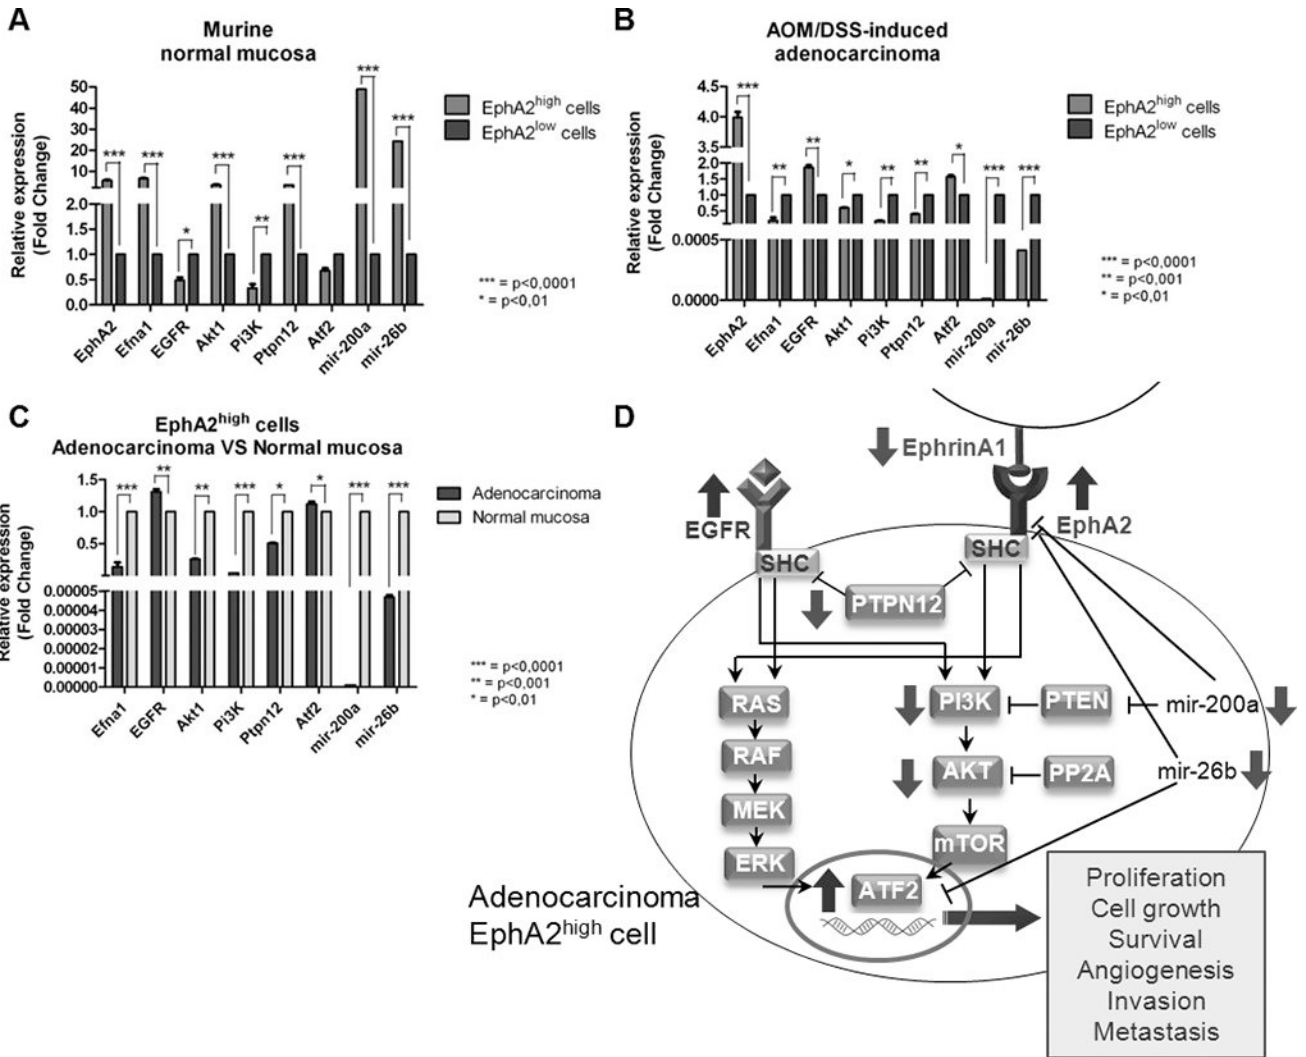 A
Murine
normal mucosa
Relative expression
(Fold Change)
50
40
30
20
10
2.0
1.5
1.0
0.5
0.0
***
***
*
***
**
***
***
***
EphA2
Efna1
EGFR
Akt1
Pi3K
Ptpn12
Atf2
mir-200a
mir-26b
EphA2high cells
EphA2low cells
*** = p<0,0001
* = p<0,01
B
AOM/DSS-induced
adenocarcinoma
Relative expression
(Fold Change)
4.5
4.0
3.5
2.0
1.5
1.0
0.5
0.0005
0.0000
***
**
**
*
**
**
*
***
***
EphA2
Efna1
EGFR
Akt1
Pi3K
Ptpn12
Atf2
mir-200a
mir-26b
EphA2high cells
EphA2low cells
*** = p<0,0001
** = p<0,001
* = p<0,01
C
EphA2high cells
Adenocarcinoma VS Normal mucosa
Relative expression
(Fold Change)
1.5
1.0
0.5
0.00005
0.00004
0.00003
0.00002
0.00001
0.00000
***
**
**
***
*
*
***
***
Efna1
EGFR
Akt1
Pi3K
Ptpn12
Atf2
mir-200a
mir-26b
Adenocarcinoma
Normal mucosa
*** = p<0,0001
** = p<0,001
* = p<0,01
D
EphrinA1
EGFR
EphA2
SHC
SHC
PTPN12
RAS
PI3K
PTEN
mir-200a
RAF
AKT
PP2A
mir-26b
MEK
mTOR
ERK
ATF2
Adenocarcinoma
EphA2high cell
Proliferation
Cell growth
Survival
Angiogenesis
Invasion
Metastasis